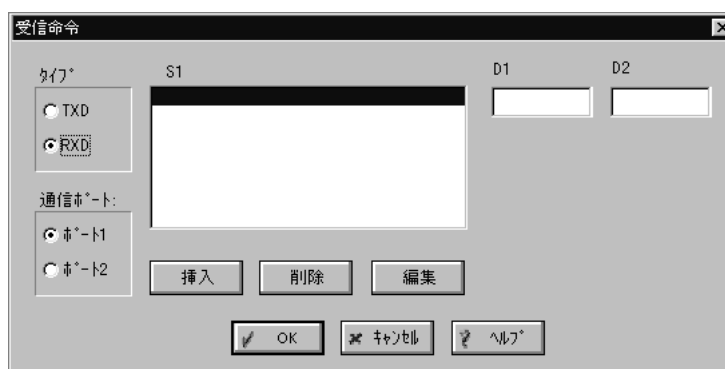 受信命令
ﾀｲﾌﾟ
TXD
RXD
通信ﾎﾟｰﾄ:
ﾎﾟｰﾄ1
ﾎﾟｰﾄ2
S1
D1
D2
挿入
削除
編集
OK
ｷｬﾝｾﾙ
ﾍﾙﾌﾟ